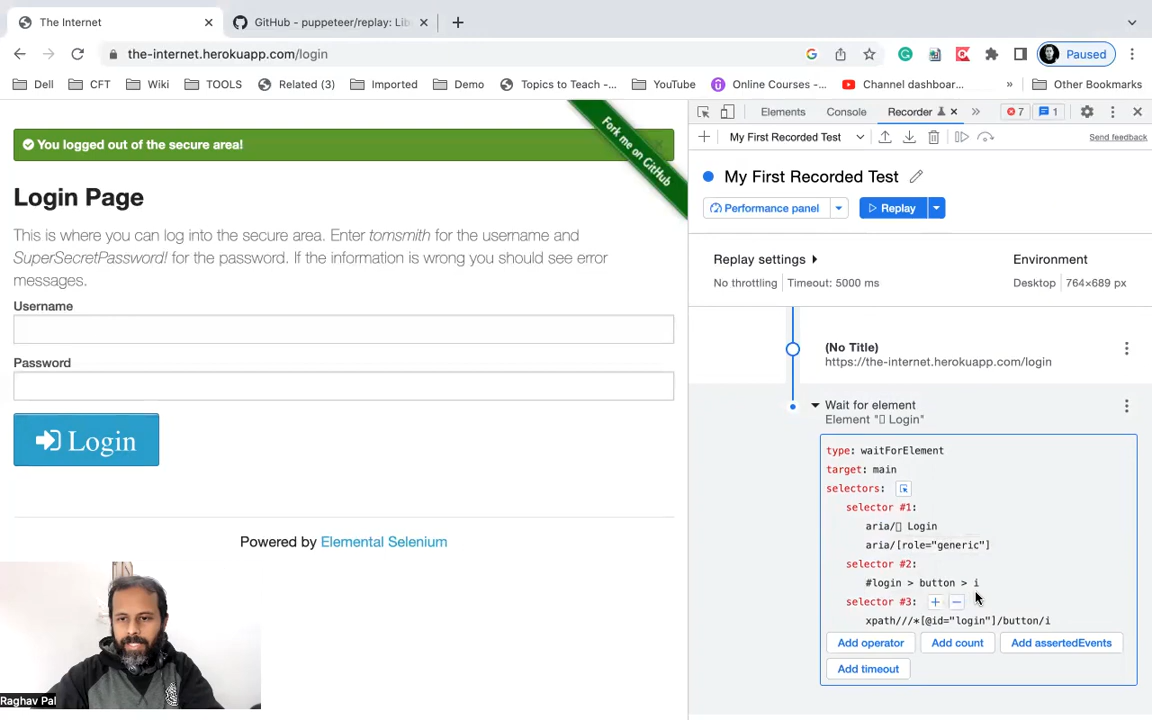 The Internet
GitHub - puppeteer/replay: Lib
the-internet.herokuapp.com/login
Paused
Dell
CFT
Wiki
TOOLS
Related (3)
Imported
Demo
Topics to Teach -...
YouTube
Online Courses -...
Channel dashboar...
»
Other Bookmarks
You logged out of the secure area!
Fork me on GitHub
Login Page
This is where you can log into the secure area. Enter tomsmith for the username and
SuperSecretPassword! for the password. If the information is wrong you should see error
messages.
Username
Password
Login
Powered by Elemental Selenium
Raghav Pal
Elements
Console
Recorder
»
7
1
My First Recorded Test
Send feedback
My First Recorded Test
Performance panel
Replay
Replay settings
No throttling
Timeout: 5000 ms
Environment
Desktop
764×689 px
(No Title)
https://the-internet.herokuapp.com/login
Wait for element
Element "▯ Login"
type: waitForElement
target: main
selectors:
selector #1:
aria/▯ Login
aria/[role="generic"]
selector #2:
#login > button > i
selector #3:
xpath///*[@id="login"]/button/i
Add operator
Add count
Add assertedEvents
Add timeout